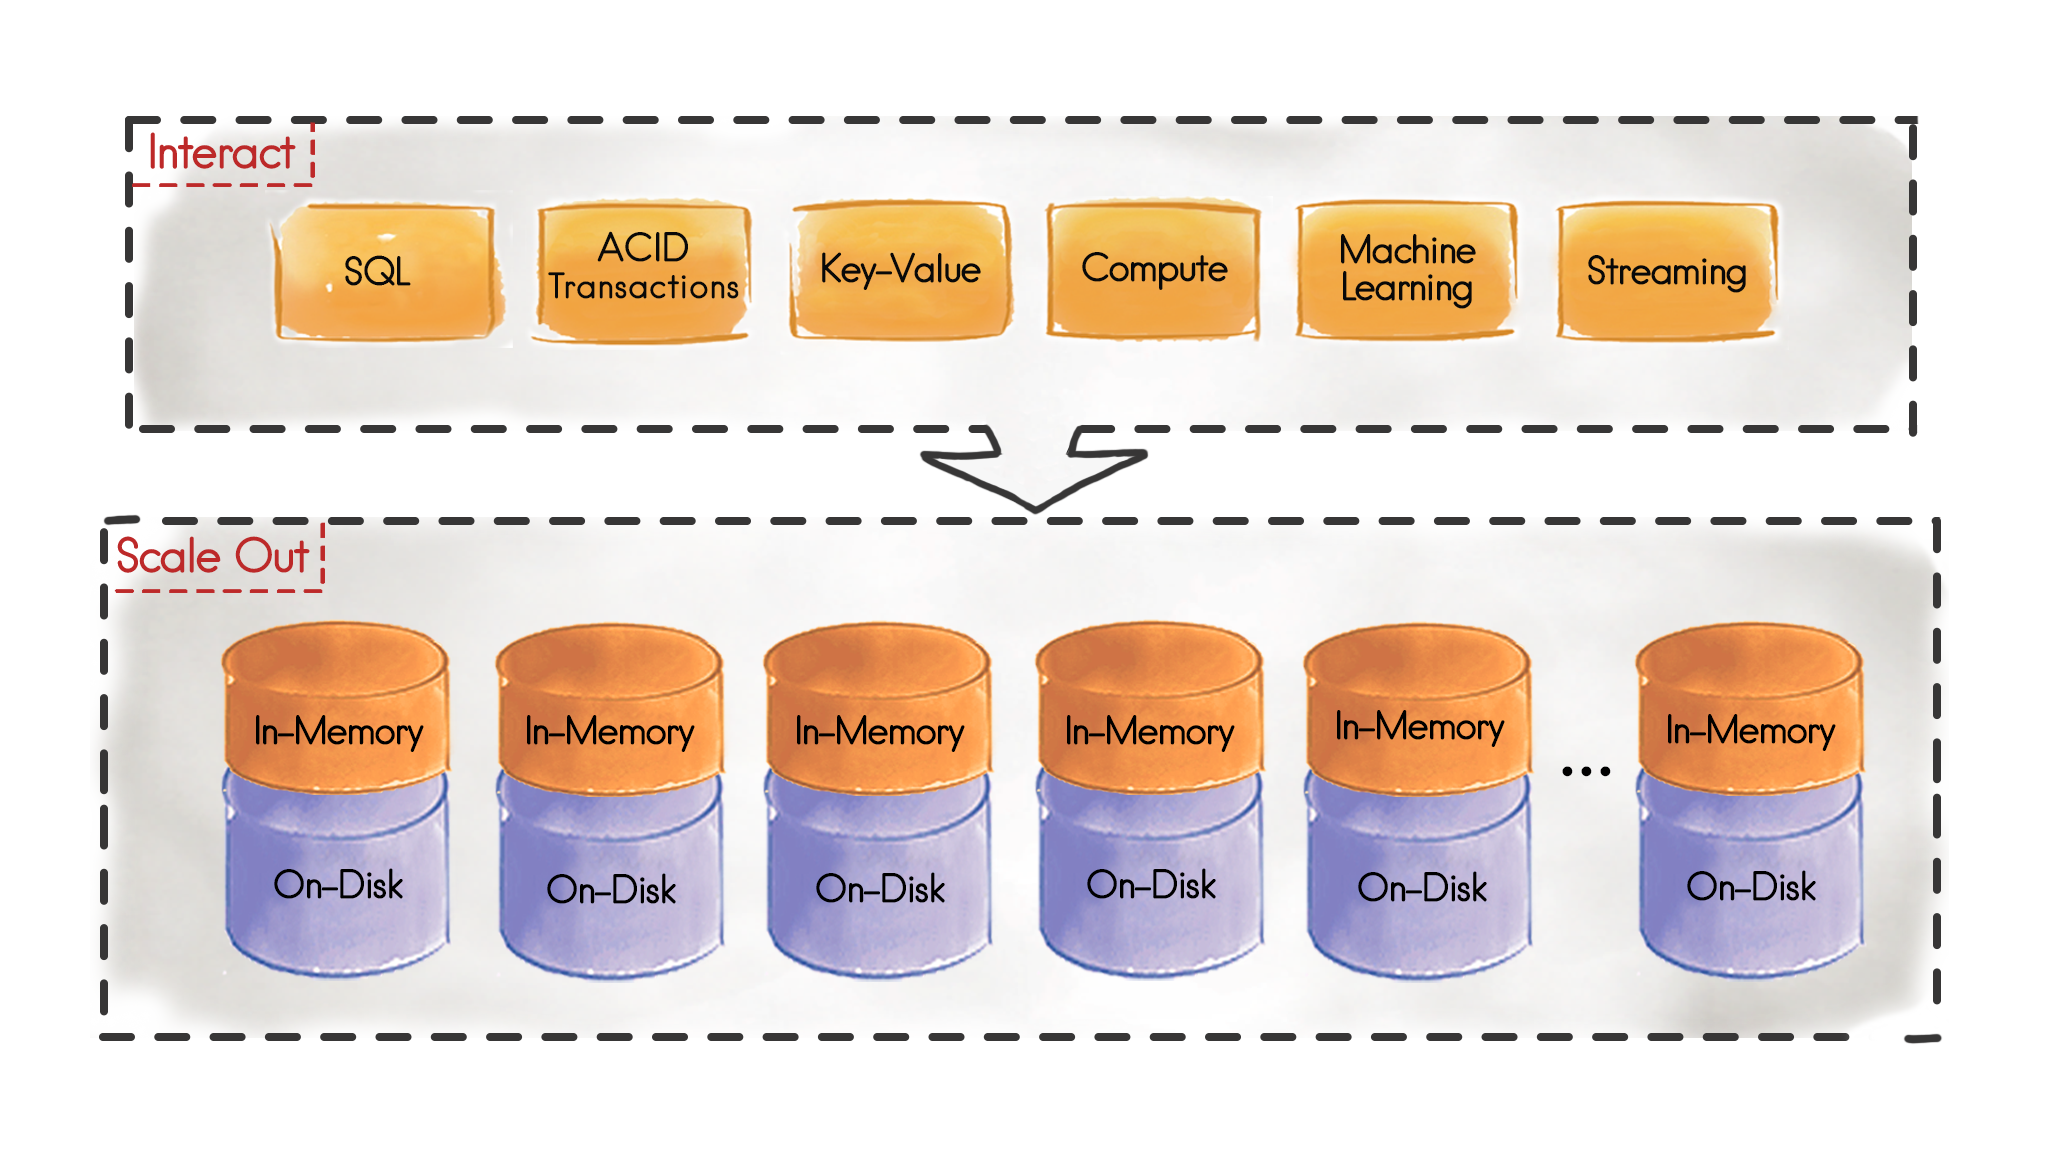 Interact
SQL
ACID
Transactions
Key-Value
Compute
Machine
Learning
Streaming
Scale Out
In-Memory
In-Memory
In-Memory
In-Memory
In-Memory
...
In-Memory
On-Disk
On-Disk
On-Disk
On-Disk
On-Disk
On-Disk